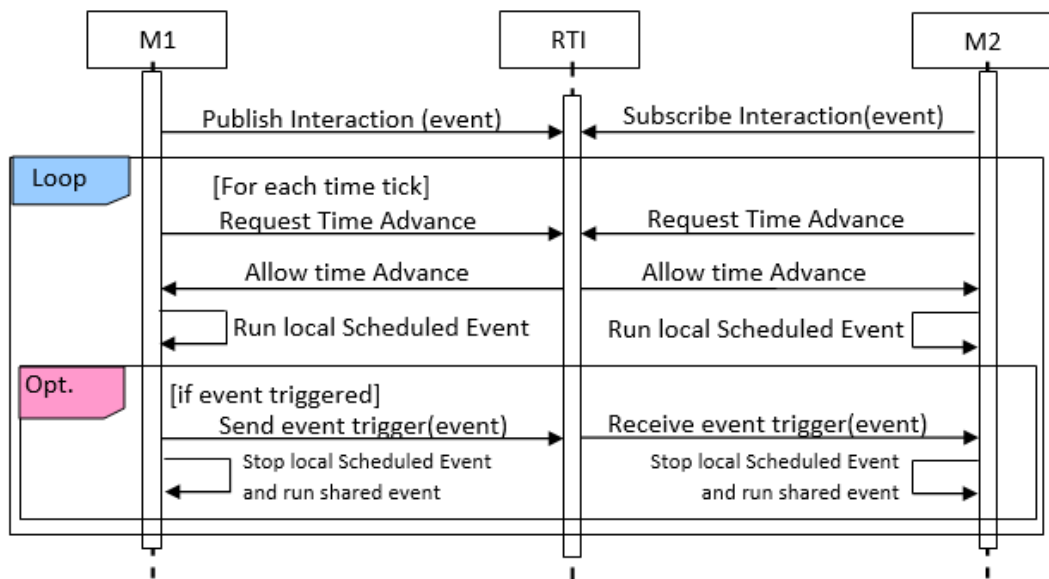 M1
RTI
M2
Publish Interaction (event)
Subscribe Interaction(event)
Loop
[For each time tick]
Request Time Advance
Request Time Advance
Allow time Advance
Allow time Advance
Run local Scheduled Event
Run local Scheduled Event
Opt.
[if event triggered]
Send event trigger(event)
Receive event trigger(event)
Stop local Scheduled Event
and run shared event
Stop local Scheduled Event
and run shared event